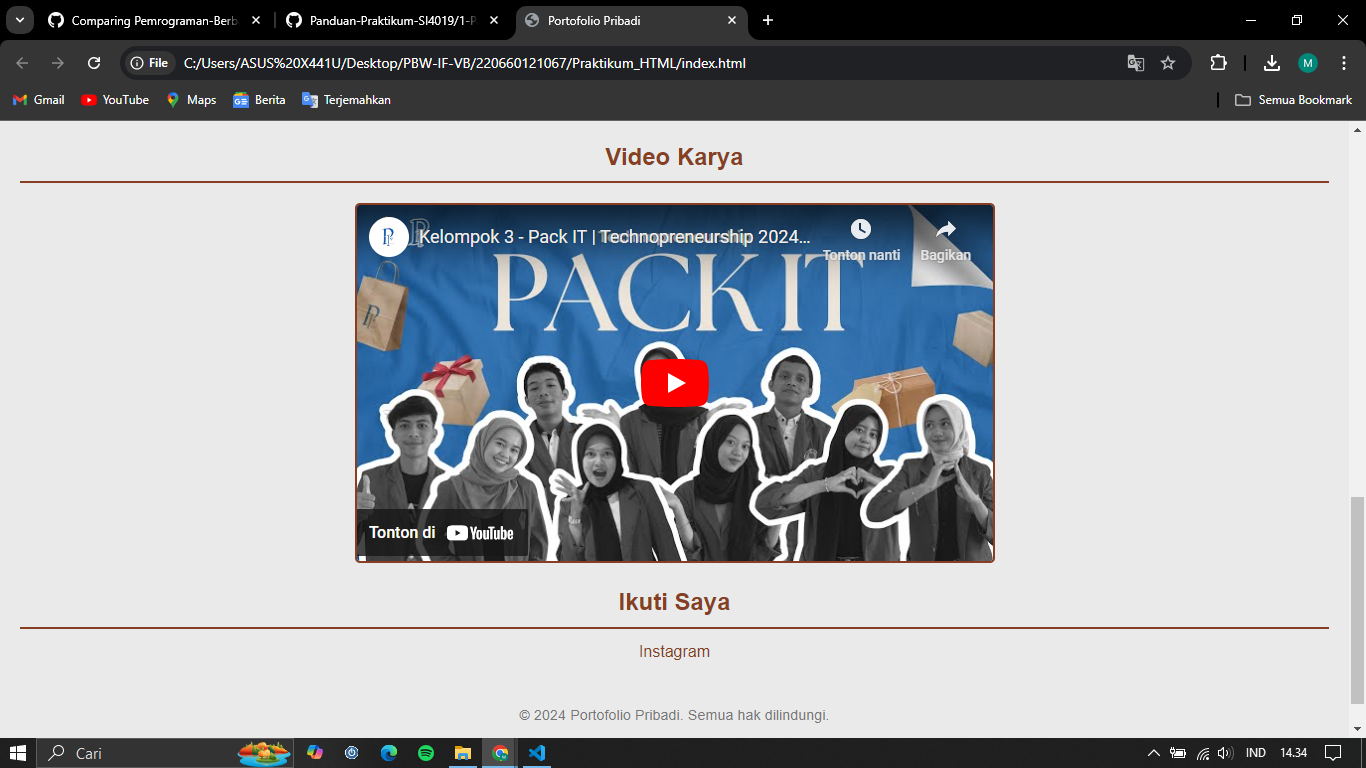 Comparing Pemrograman-Berb
Panduan-Praktikum-SI4019/1-P
Portofolio Pribadi
File
C:/Users/ASUS%20X441U/Desktop/PBW-IF-VB/220660121067/Praktikum_HTML/index.html
M
Gmail
YouTube
Maps
Berita
Terjemahkan
Semua Bookmark
Video Karya
Kelompok 3 - Pack IT | Technopreneurship 2024...
Tonton nanti
Bagikan
PACK IT
Tonton di YouTube
Ikuti Saya
Instagram
© 2024 Portofolio Pribadi. Semua hak dilindungi.
Cari
IND
14.34